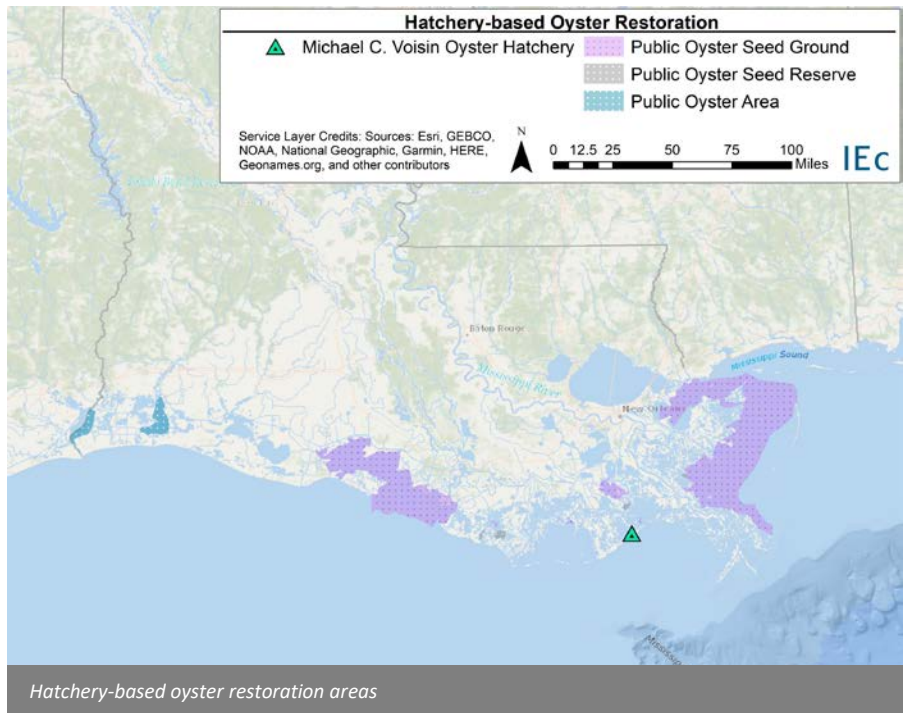 Hatchery-based Oyster Restoration
Michael C. Voisin Oyster Hatchery
Public Oyster Seed Ground
Public Oyster Seed Reserve
Public Oyster Area
Service Layer Credits: Sources: Esri, GEBCO,
NOAA, National Geographic, Garmin, HERE,
Geonames.org, and other contributors
N
0 12.5 25 50 75 100
Miles
IEc
Baton Rouge
Mississippi River
New Orleans
Mississippi Sound
Hatchery-based oyster restoration areas